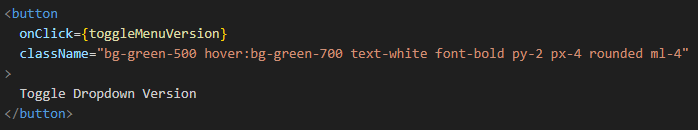 <button
onClick={toggleMenuVersion}
className="bg-green-500 hover:bg-green-700 text-white font-bold py-2 px-4 rounded ml-4"
>
Toggle Dropdown Version
</button>